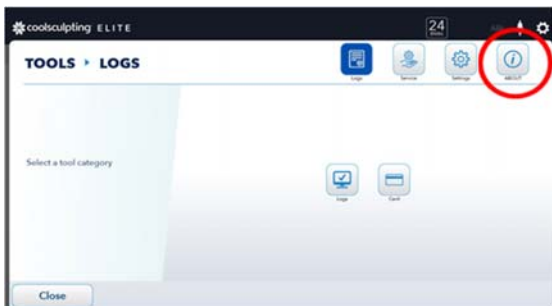 coolsculpting ELITE
24
TOOLS ▸ LOGS
Logs
Service
Settings
ABOUT
Select a tool category
Logs
Card
Close